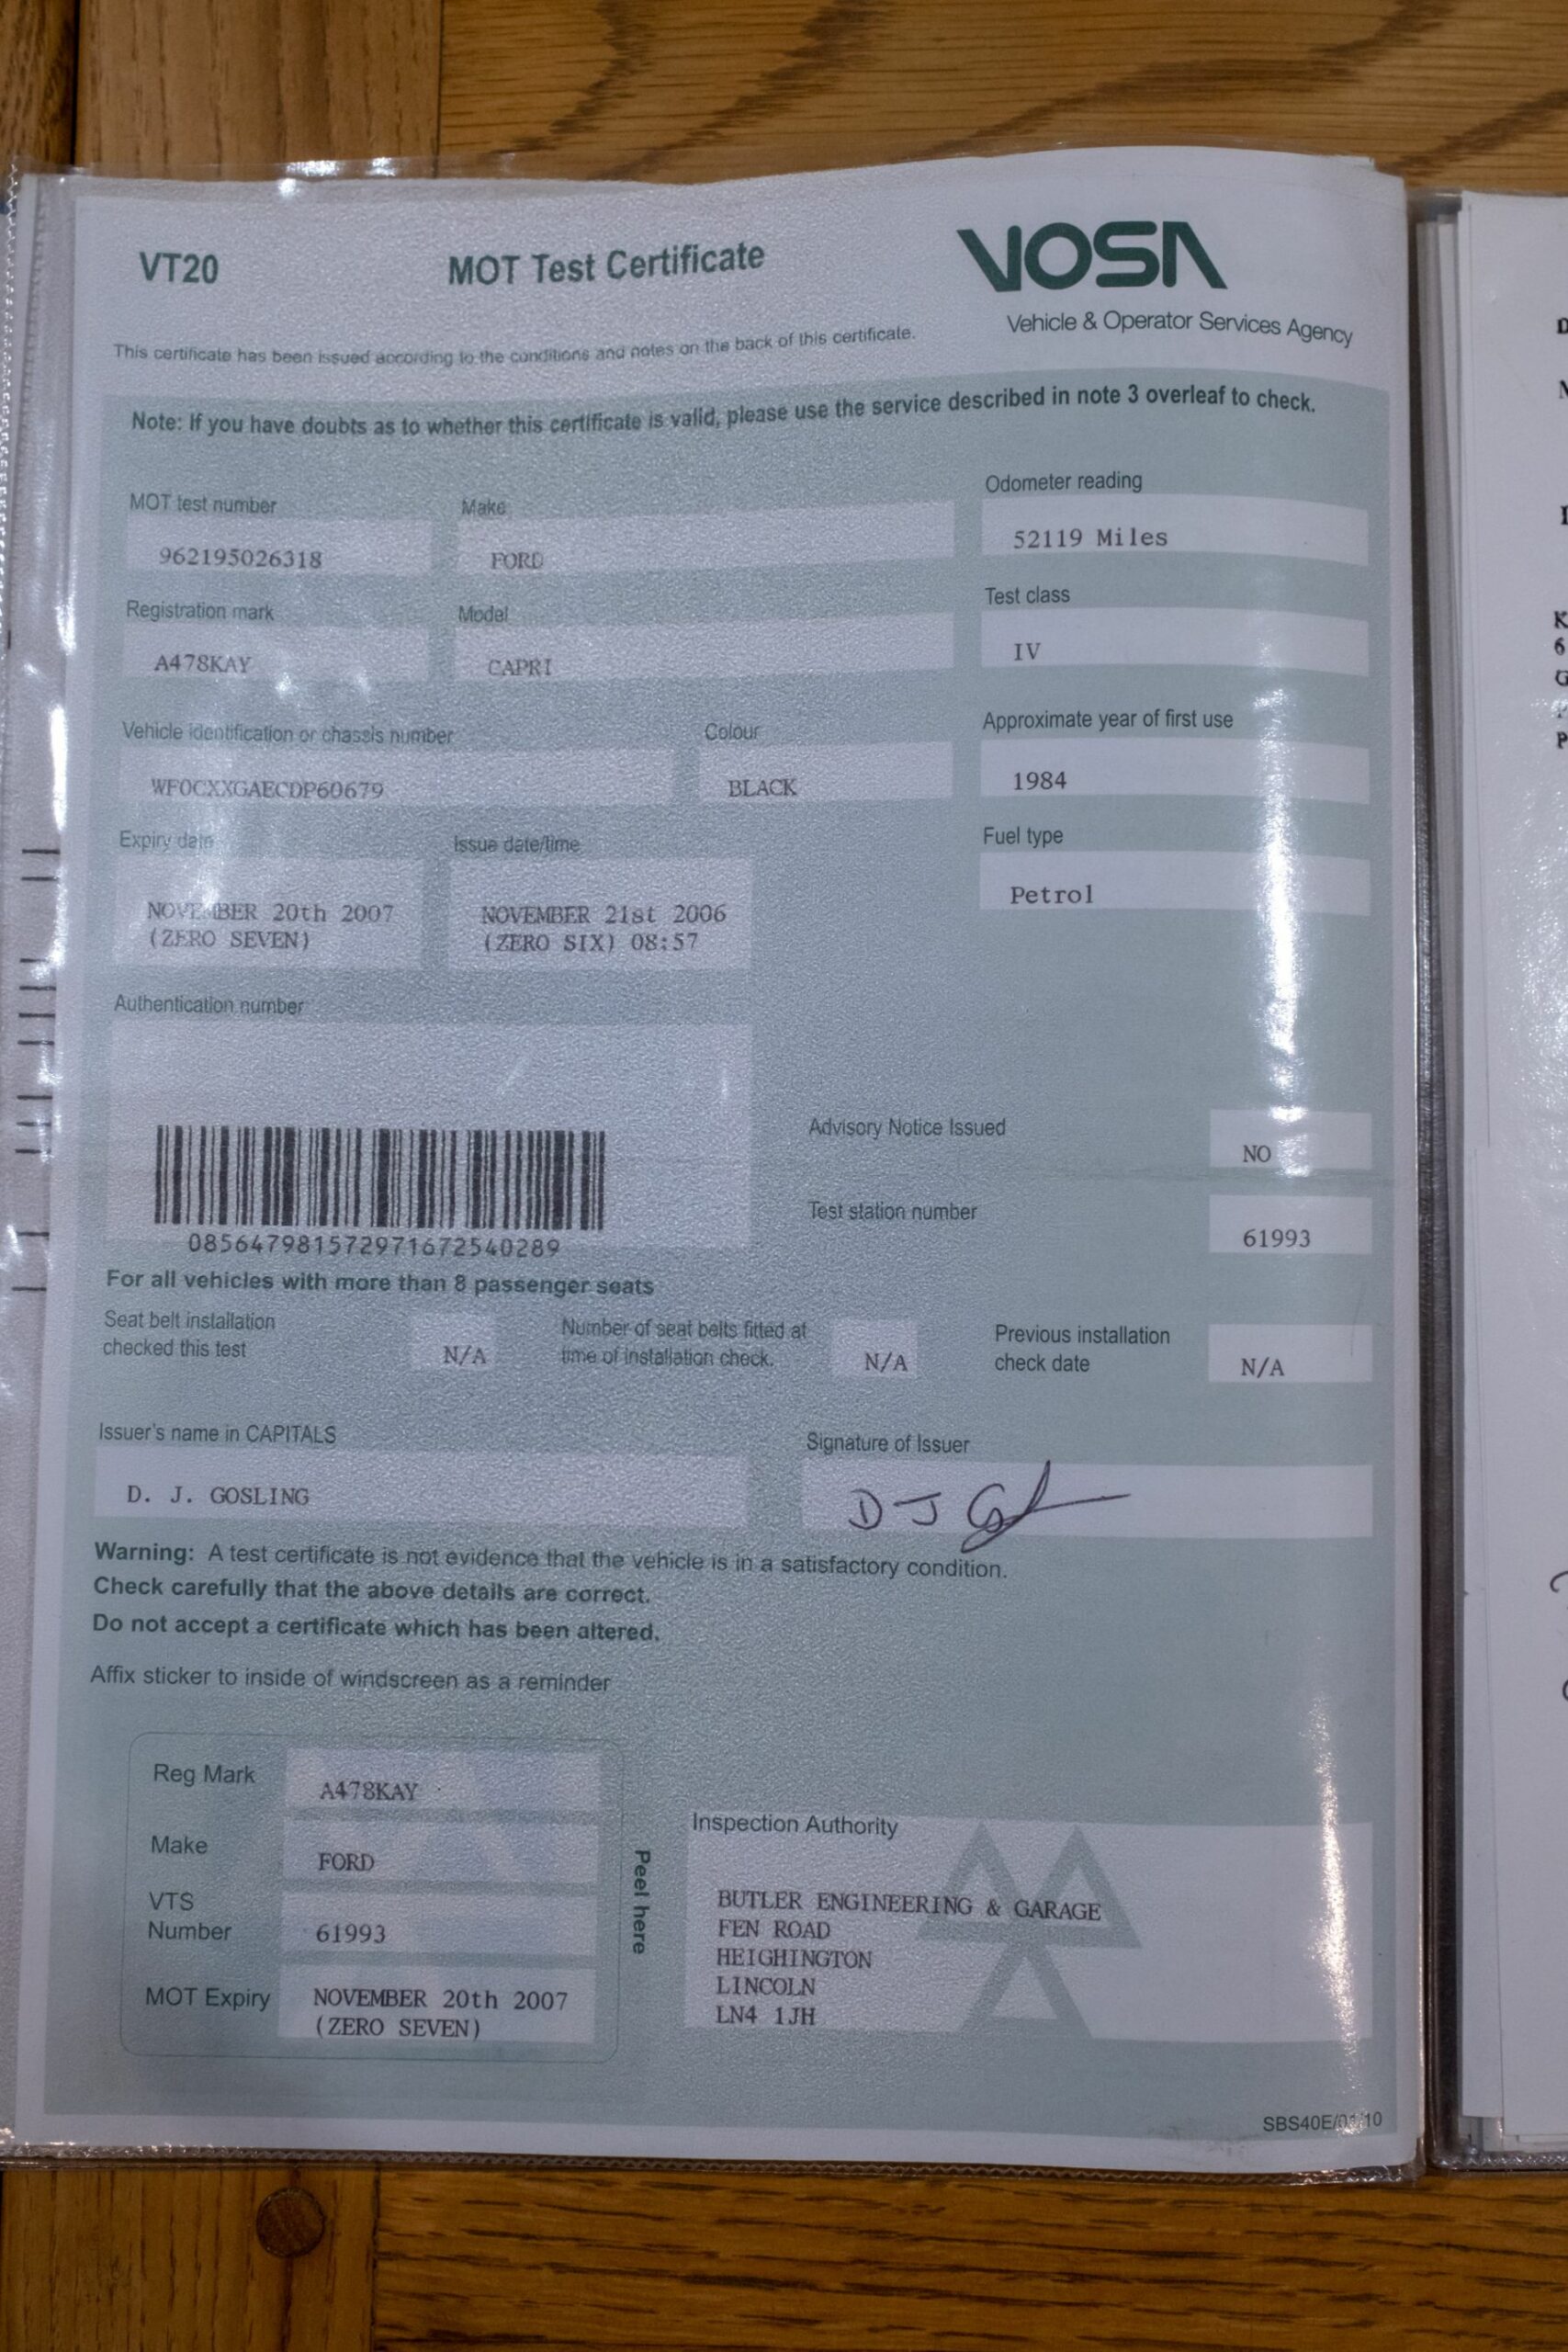 VT20
MOT Test Certificate
VOSA
Vehicle & Operator Services Agency
This certificate has been issued according to the conditions and notes on the back of this certificate.
Note: If you have doubts as to whether this certificate is valid, please use the service described in note 3 overleaf to check.
MOT test number
962195026318
Make
FORD
Odometer reading
52119 Miles
Registration mark
A478KAY
Model
CAPRI
Test class
IV
Vehicle identification or chassis number
WF0CXXGAECDP60679
Colour
BLACK
Approximate year of first use
1984
Expiry date
NOVEMBER 20th 2007
(ZERO SEVEN)
Issue date/time
NOVEMBER 21st 2006
(ZERO SIX) 08:57
Fuel type
Petrol
Authentication number
0856479815729716725​40289
Advisory Notice Issued
NO
Test station number
61993
For all vehicles with more than 8 passenger seats
Seat belt installation
checked this test
N/A
Number of seat belts fitted at
time of installation check.
N/A
Previous installation
check date
N/A
Issuer's name in CAPITALS
D. J. GOSLING
Signature of Issuer
D J G
Warning: A test certificate is not evidence that the vehicle is in a satisfactory condition.
Check carefully that the above details are correct.
Do not accept a certificate which has been altered.
Affix sticker to inside of windscreen as a reminder
Reg Mark
A478KAY
Make
FORD
VTS
Number
61993
MOT Expiry
NOVEMBER 20th 2007
(ZERO SEVEN)
Peel here
Inspection Authority
BUTLER ENGINEERING & GARAGE
FEN ROAD
HEIGHINGTON
LINCOLN
LN4 1JH